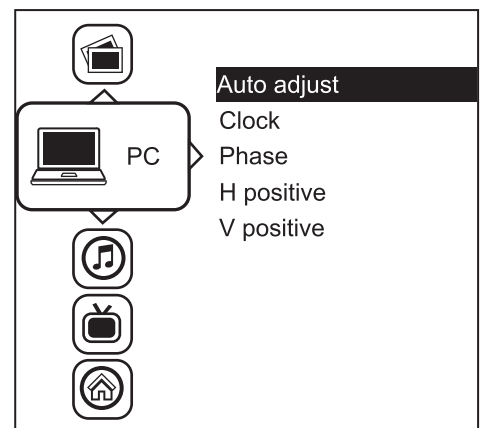 PC
Auto adjust
Clock
Phase
H positive
V positive